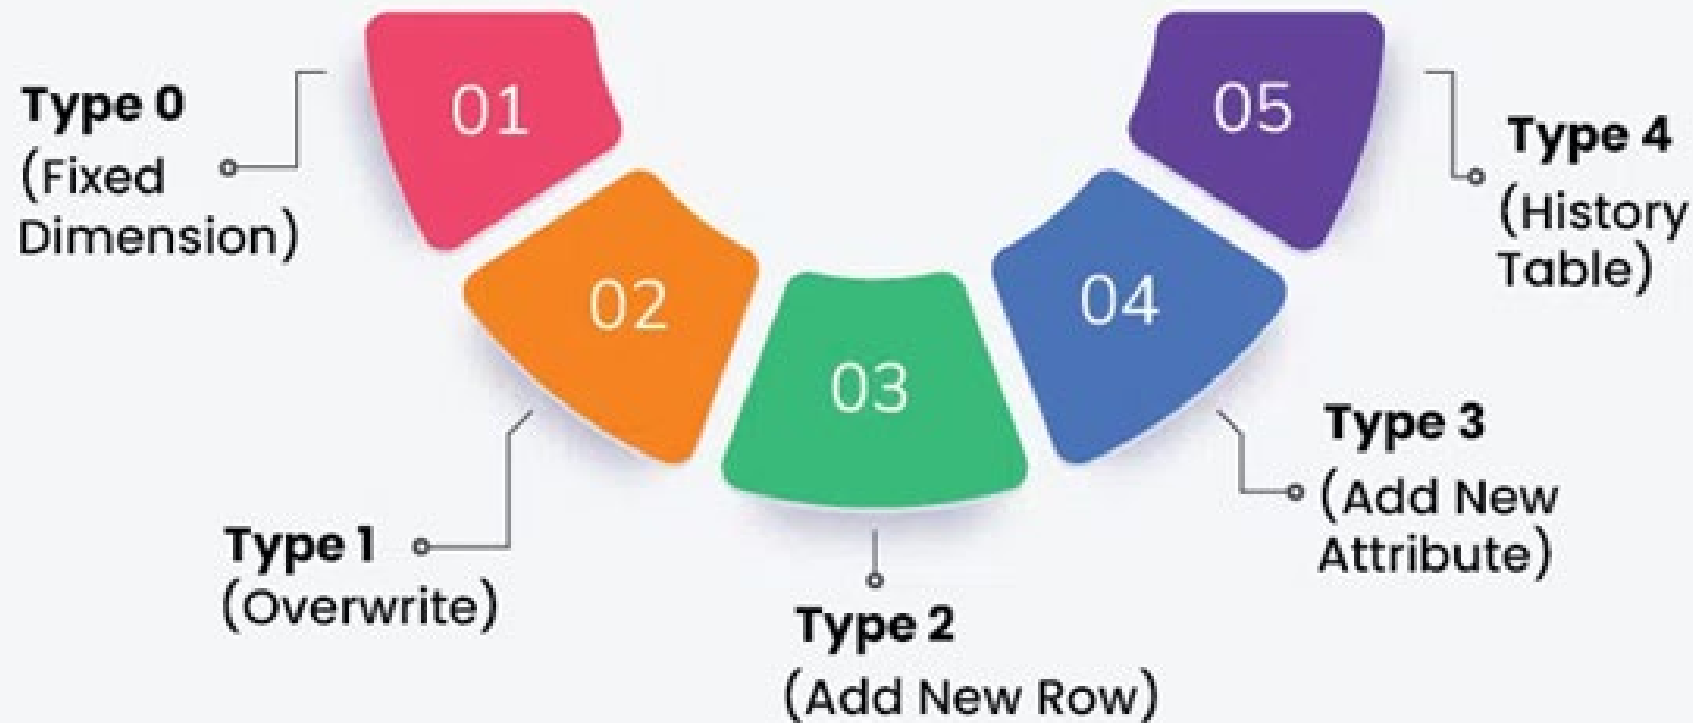 01
Type 0
(Fixed
Dimension)
02
Type 1
(Overwrite)
03
Type 2
(Add New Row)
04
Type 3
(Add New
Attribute)
05
Type 4
(History
Table)